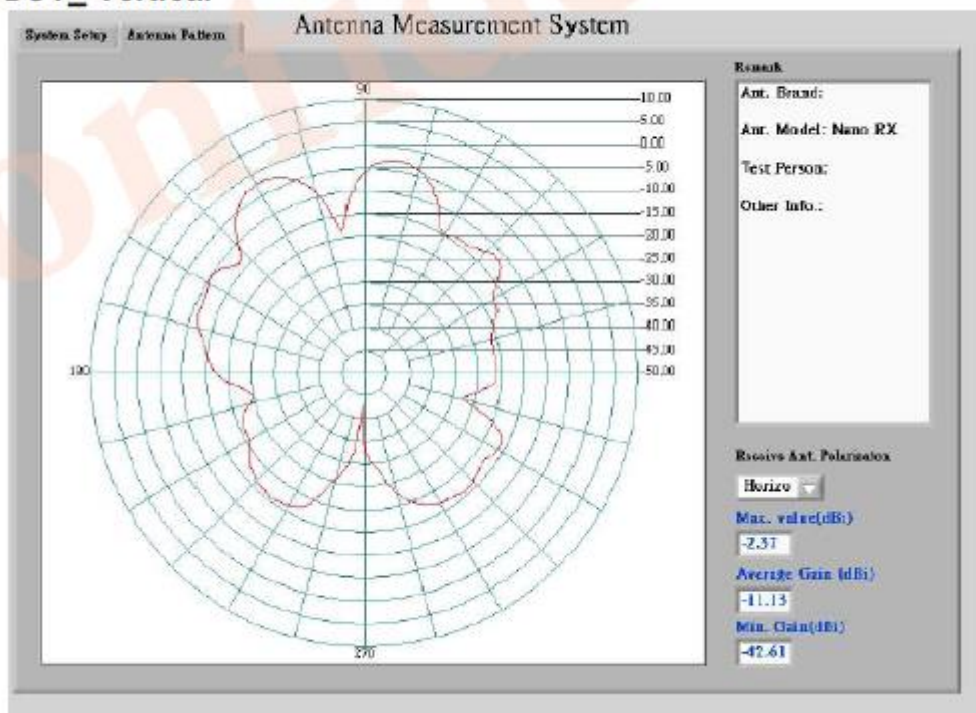 Antenna Measurement System
System Setup Antenna Pattern
90
10.00
5.00
0.00
-5.00
-10.00
-15.00
-20.00
-25.00
-30.00
-35.00
-40.00
-45.00
-50.00
180
270
Remark
Ant. Brand:
Ant. Model: Nano RX
Test Person:
Other Info.:
Receive Ant. Polarization
Horizo
Max. value(dBi)
-2.37
Average Gain (dBi)
-11.13
Min. Gain(dBi)
-42.61